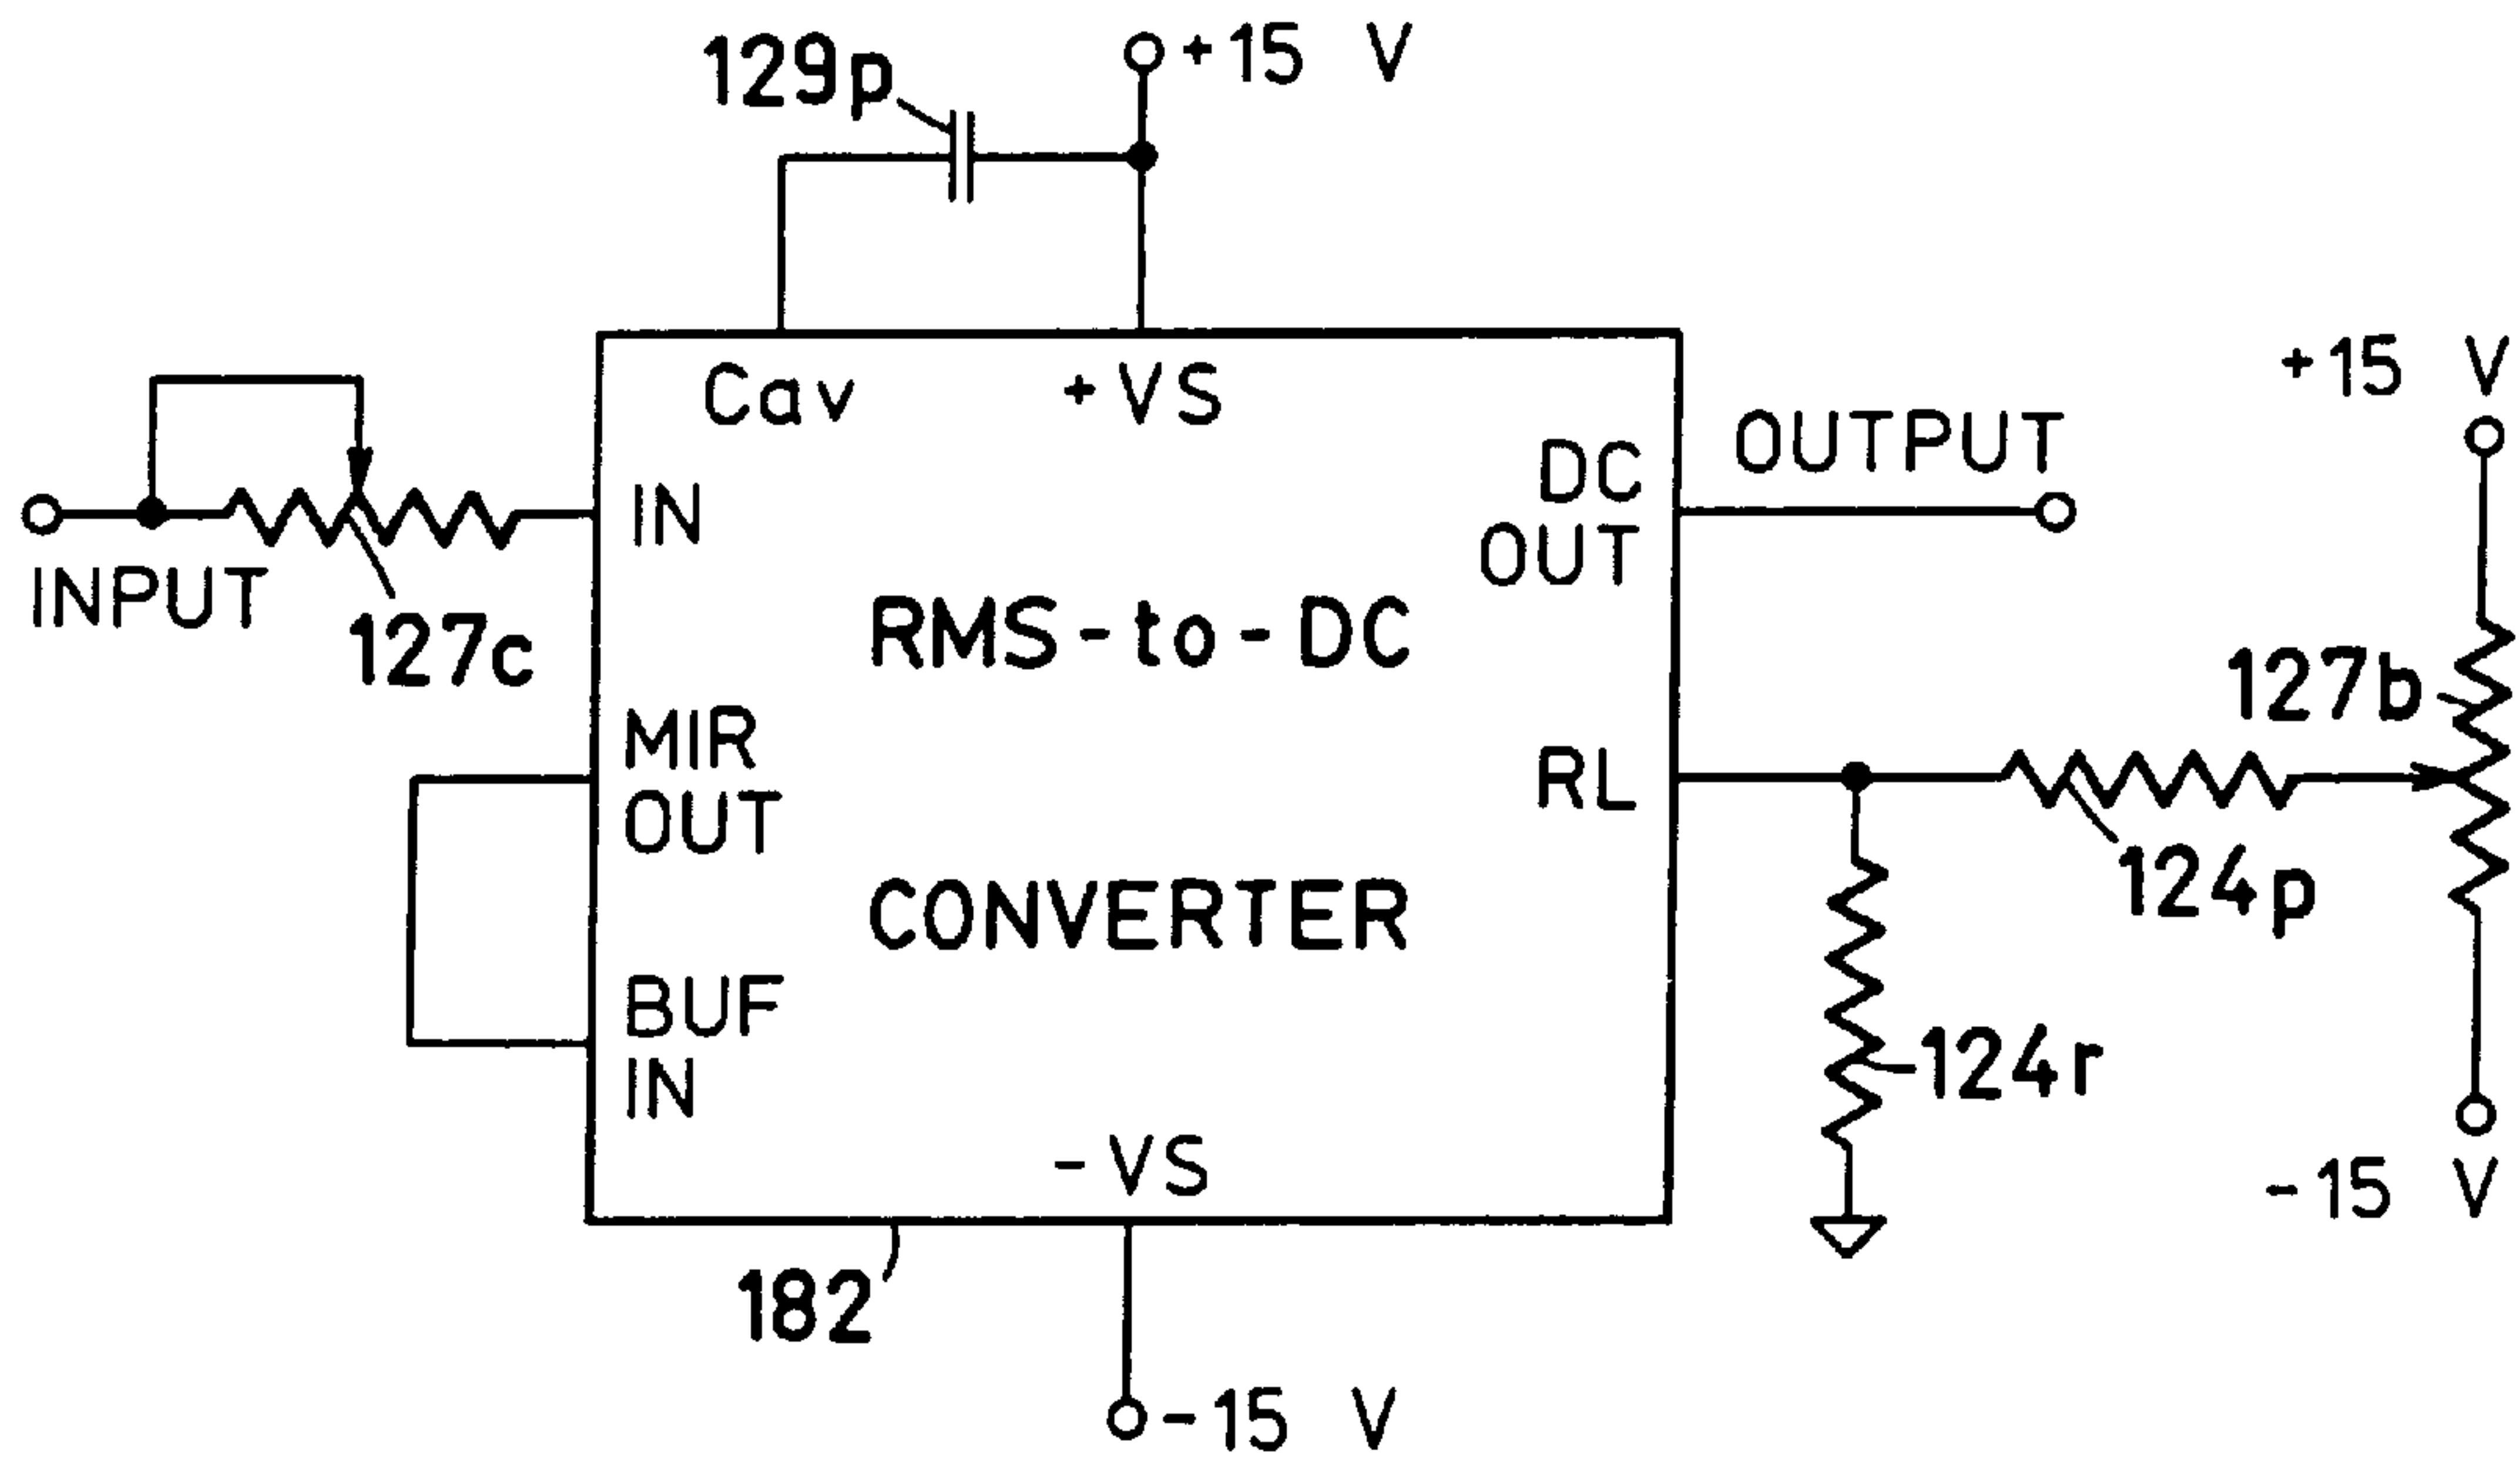 129p
+15 V
Cav
+VS
+15 V
DC
OUT
OUTPUT
IN
INPUT
127c
RMS-to-DC
127b
MIR
OUT
RL
124p
CONVERTER
BUF
IN
124r
-VS
-15 V
182
-15 V